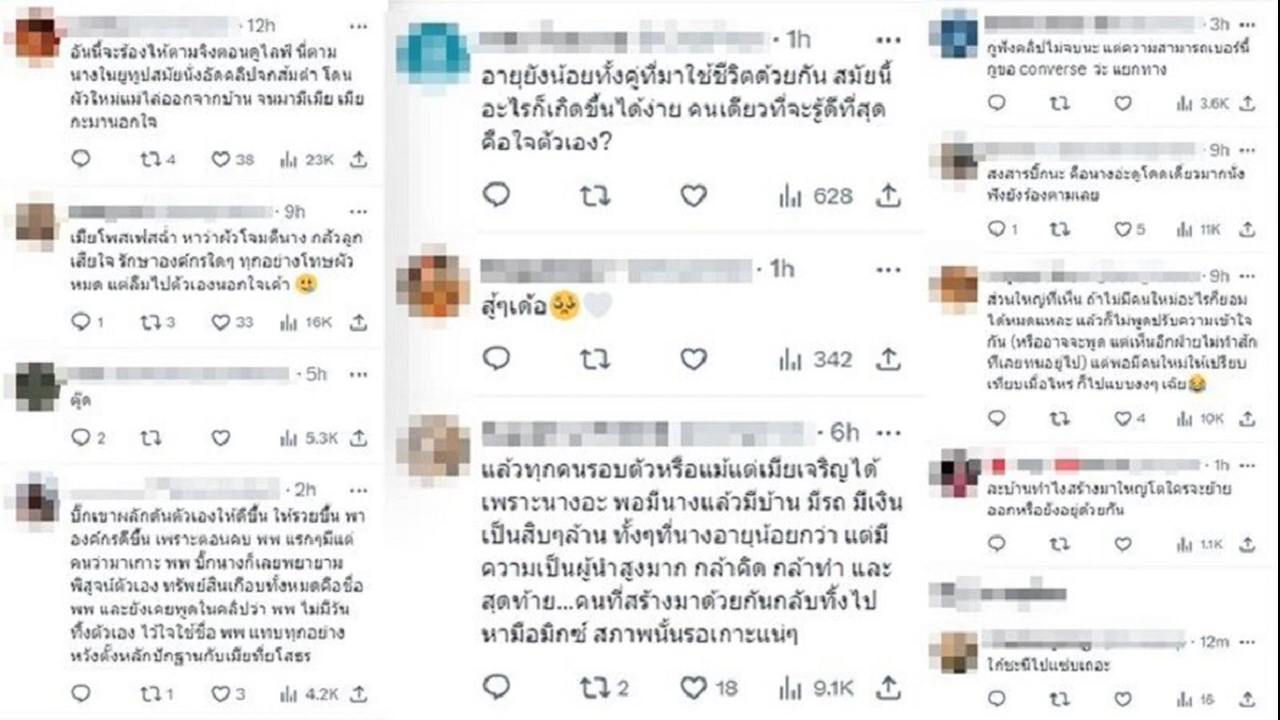 12h
อันนี้จะร้องไห้ตามจิงตอนดูไลฟ์ นี่ตาม
นางในยูทูปสมัยนั่งอัดคลิปจกส้มตำ โดน
ผัวใหม่แม่ไล่ออกจากบ้าน จนมามีเมีย เมีย
กะมานอกใจ
4 38 23K
9h
เมียโพสเฟสฉ่ำ หาว่าผัวโจมตีนาง กลัวลูก
เสียใจ รักษาองค์กรใดๆ ทุกอย่างโทษผัว
หมด แต่ลืมไปตัวเองนอกใจเค้า 🥲
1 3 33 16K
5h
คุ๊ด
2 5.3K
2h
บิ๊กเขาผลักดันตัวเองให้ดีขึ้น ให้รวยขึ้น พา
องค์กรดีขึ้น เพราะตอนคบ พพ แรกๆมีแต่
คนว่ามาเกาะ พพ บิ๊กนางก็เลยพยายาม
พิสูจน์ตัวเอง ทรัพย์สินเกือบทั้งหมดคือชื่อ
พพ และยังเคยพูดในคลิปว่า พพ ไม่มีวัน
ทิ้งตัวเอง ไว้ใจใช้ชื่อ พพ แทบทุกอย่าง
หวังตั้งหลักปักฐานกับเมียที่ยโสธร
1 3 4.2K
1h
อายุยังน้อยทั้งคู่ที่มาใช้ชีวิตด้วยกัน สมัยนี้
อะไรก็เกิดขึ้นได้ง่าย คนเดียวที่จะรู้ดีที่สุด
คือใจตัวเอง?
628
1h
สู้ๆเด้อ🥺🤍
342
6h
แล้วทุกคนรอบตัวหรือแม้แต่เมียเจริญได้
เพราะนางอะ พอมีนางแล้วมีบ้าน มีรถ มีเงิน
เป็นสิบๆล้าน ทั้งๆที่นางอายุน้อยกว่า แต่มี
ความเป็นผู้นำสูงมาก กล้าคิด กล้าทำ และ
สุดท้าย...คนที่สร้างมาด้วยกันกลับทิ้งไป
หามือมิกซ์ สภาพนั้นรอเกาะแน่ๆ
2 18 9.1K
3h
กูฟังคลิปไม่จบนะ แต่ความสามารถเบอร์นี้
กูขอ converse ว่ะ แยกทาง
3.6K
9h
สงสารบิ๊กนะ คือนางอ่ะดูโดดเดี่ยวมากนั่ง
ฟังยังร้องตามเลย
1 5 11K
9h
ส่วนใหญ่ที่เห็น ถ้าไม่มีคนใหม่อะไรก็ยอม
ได้หมดแหละ แล้วก็ไม่พูดปรับความเข้าใจ
กัน (หรืออาจจะพูด แต่เห็นอีกฝ่ายไม่ทำสัก
ทีเลยทนอยู่ไป) แต่พอมีคนใหม่ให้เปรียบ
เทียบเมื่อไหร่ ก็ไปแบบงงๆ เฉ๊ย😂
4 10K
1h
ละบ้านทำไงสร้างมาใหญ่โตใครจะย้าย
ออกหรือยังอยู่ด้วยกัน
1.1K
12m
ไก่ชะนีไปแซ่บเถอะ
16